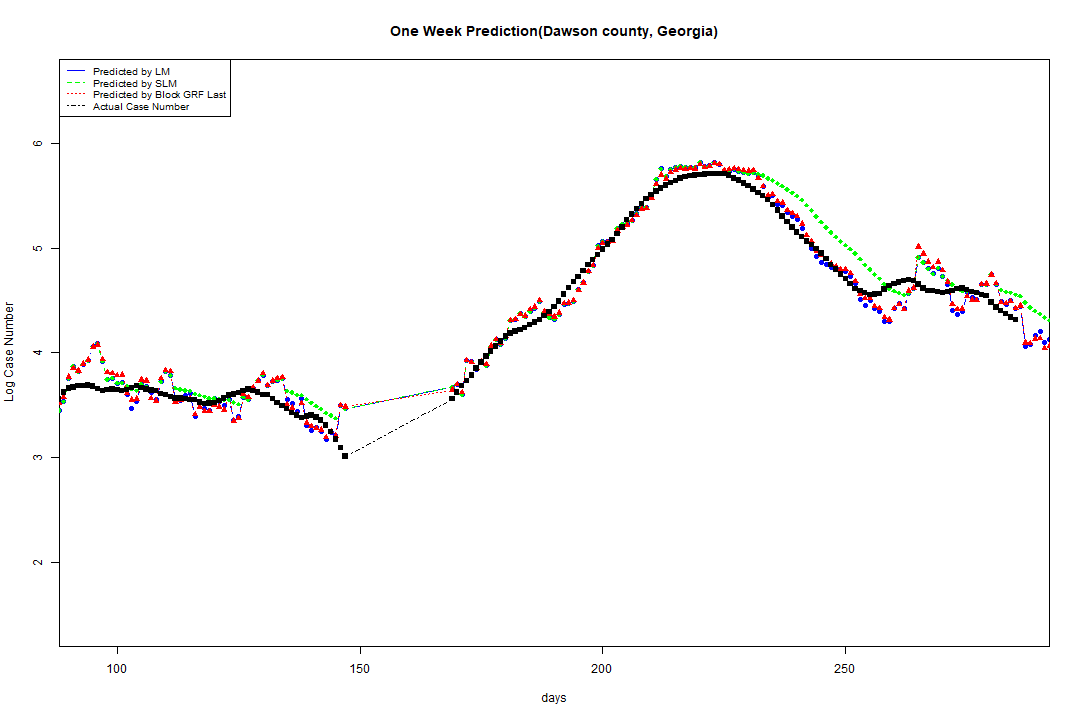 One Week Prediction(Dawson county, Georgia)
Predicted by LM
Predicted by SLM
Predicted by Block GRF Last
Actual Case Number
6
5
4
3
2
Log Case Number
100 150 200 250
days